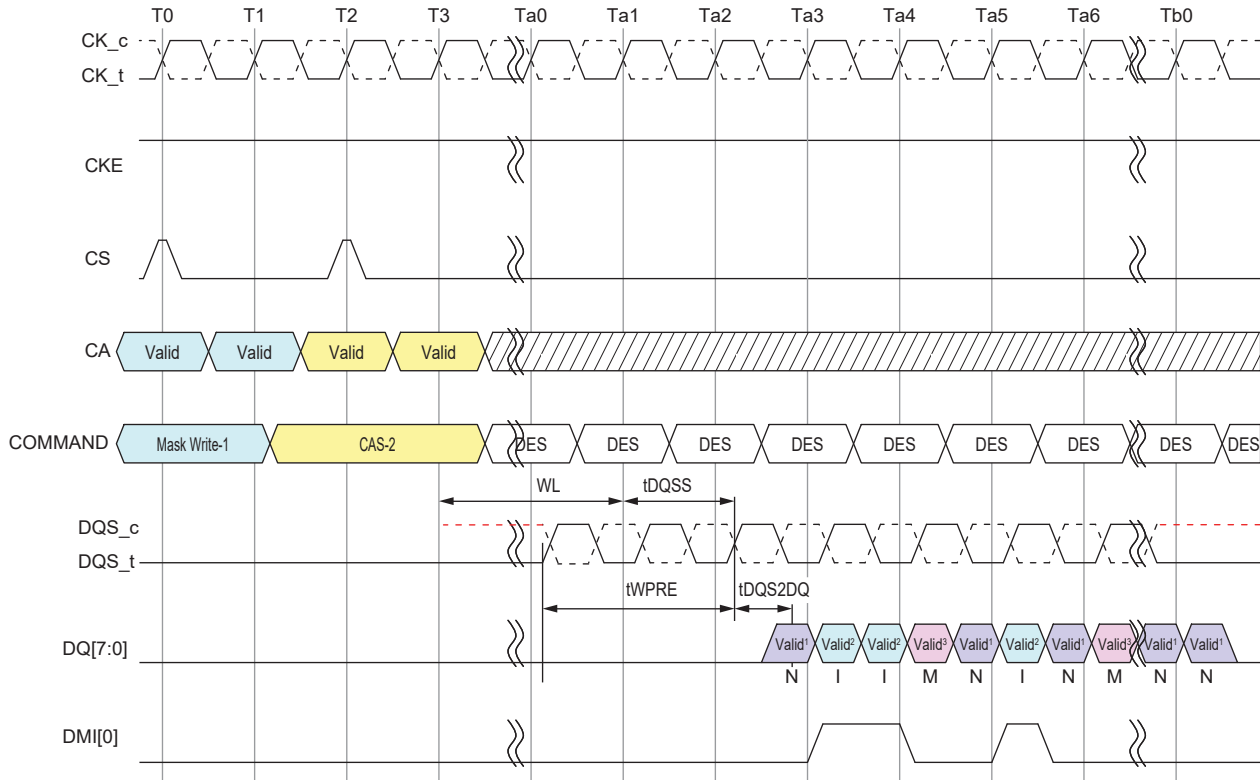 T0 T1 T2 T3 Ta0 Ta1 Ta2 Ta3 Ta4 Ta5 Ta6 Tb0
CK_c
CK_t
CKE
CS
CA Valid Valid Valid Valid
COMMAND Mask Write-1 CAS-2 DES DES DES DES DES DES DES DES DES
WL tDQSS
DQS_c
DQS_t
tWPRE tDQS2DQ
DQ[7:0] Valid¹ Valid² Valid² Valid³ Valid¹ Valid² Valid¹ Valid³ Valid¹ Valid¹
N I I M N I N M N N
DMI[0]